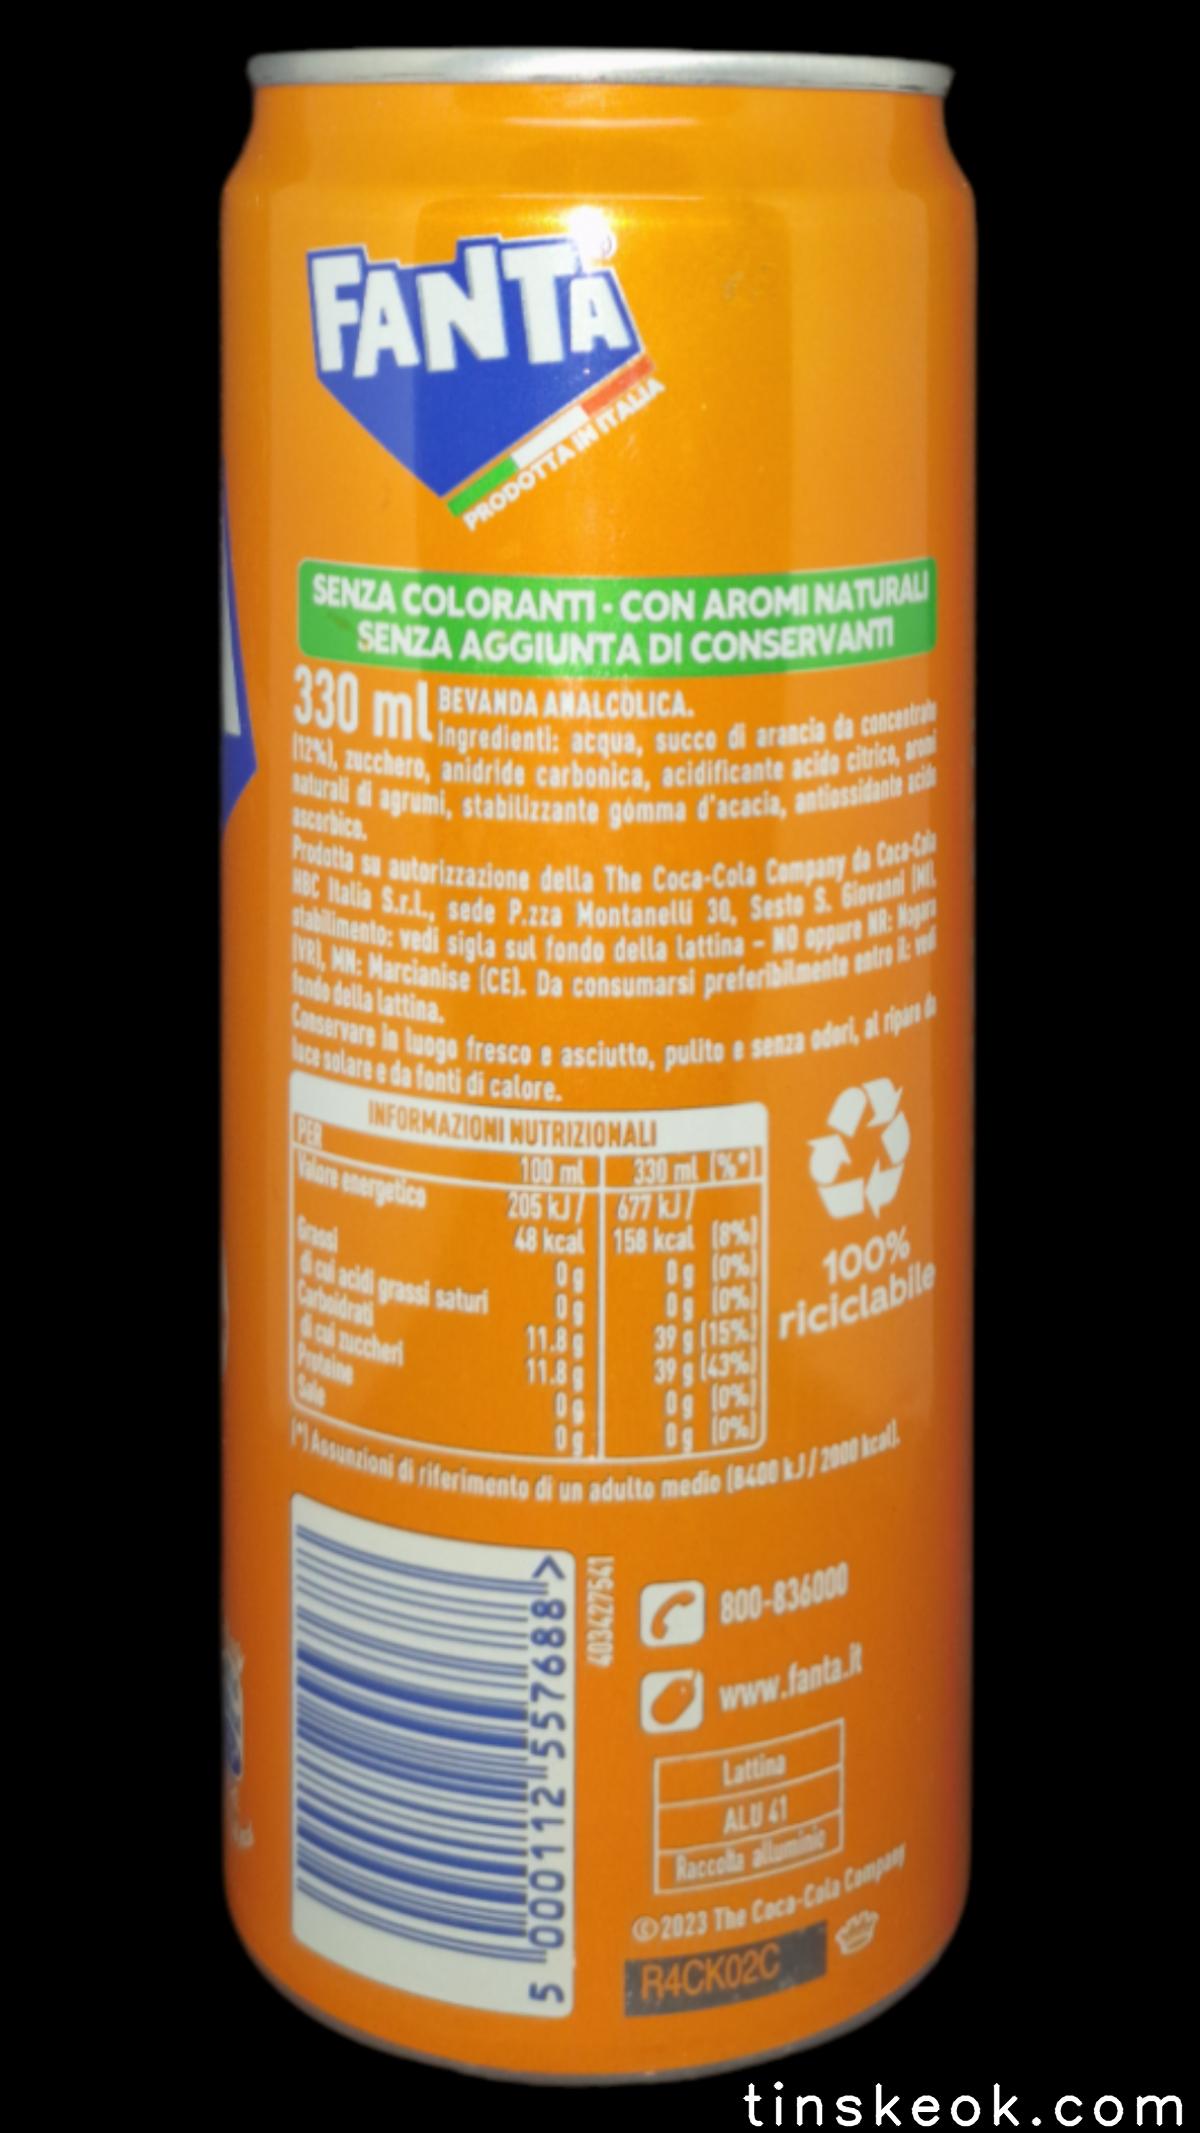 FANTA
PRODOTTA IN ITALIA
SENZA COLORANTI · CON AROMI NATURALI
SENZA AGGIUNTA DI CONSERVANTI
330 ml
BEVANDA ANALCOLICA.
Ingredienti: acqua, succo di arancia da concentrato
(12%), zucchero, anidride carbonica, acidificante acido citrico, aromi
naturali di agrumi, stabilizzante gomma d'acacia, antiossidante acido
ascorbico.
Prodotta su autorizzazione della The Coca-Cola Company da Coca-Cola
HBC Italia S.r.l., sede P.zza Montanelli 30, Sesto S. Giovanni (MI),
stabilimento: vedi sigla sul fondo della lattina - NO oppure NR: Nogara
(VR), MN: Marcianise (CE). Da consumarsi preferibilmente entro il: vedi
fondo della lattina.
Conservare in luogo fresco e asciutto, pulito e senza odori, al riparo da
luce solare e da fonti di calore.
INFORMAZIONI NUTRIZIONALI
PER 100 ml 330 ml (%*)
Valore energetico 205 kJ/ 677 kJ/
48 kcal 158 kcal (8%)
Grassi 0 g 0 g (0%)
di cui acidi grassi saturi 0 g 0 g (0%)
Carboidrati 11.8 g 39 g (15%)
di cui zuccheri 11.8 g 39 g (43%)
Proteine 0 g 0 g (0%)
Sale 0 g 0 g (0%)
(*) Assunzioni di riferimento di un adulto medio (8400 kJ/2000 kcal).
100%
riciclabile
5 000112 557688 >
403427541
800-836000
www.fanta.it
Lattina
ALU 41
Raccolta alluminio
©2023 The Coca-Cola Company
R4CK02C
tinskeok.com